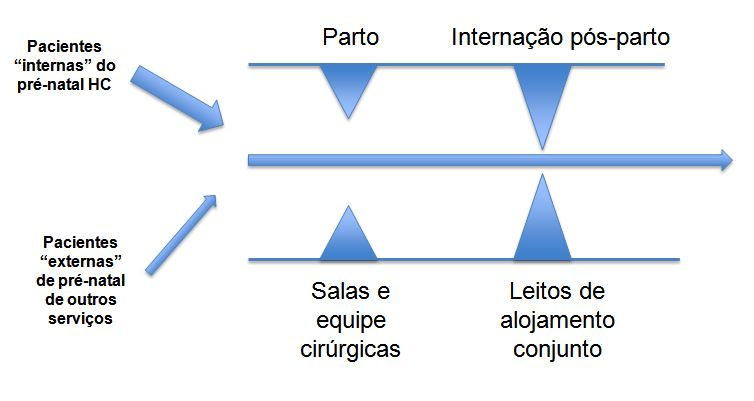 Pacientes
“internas” do
pré-natal HC
Parto
Internação pós-parto
Pacientes
“externas”
de pré-natal
de outros
serviços
Salas e
equipe
cirúrgicas
Leitos de
alojamento
conjunto